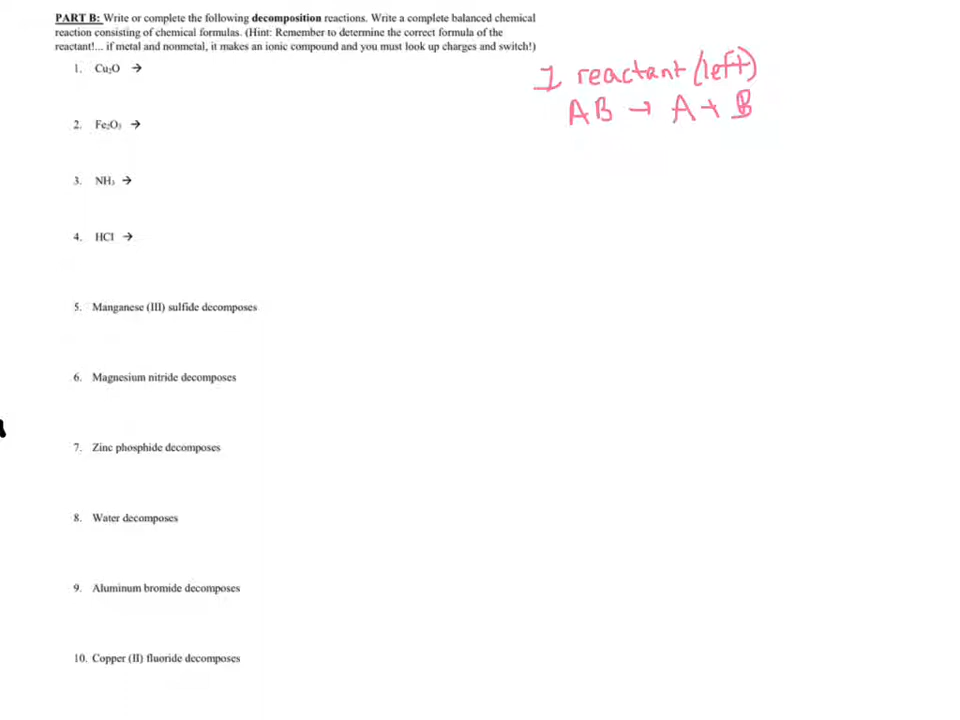 PART B: Write or complete the following decomposition reactions. Write a complete balanced chemical
reaction consisting of chemical formulas. (Hint: Remember to determine the correct formula of the
reactant!... if metal and nonmetal, it makes an ionic compound and you must look up charges and switch!)
1 reactant (left)
AB → A + B
1. Cu₂O →
2. Fe₂O₃ →
3. NH₃ →
4. HCl →
5. Manganese (III) sulfide decomposes
6. Magnesium nitride decomposes
7. Zinc phosphide decomposes
8. Water decomposes
9. Aluminum bromide decomposes
10. Copper (II) fluoride decomposes